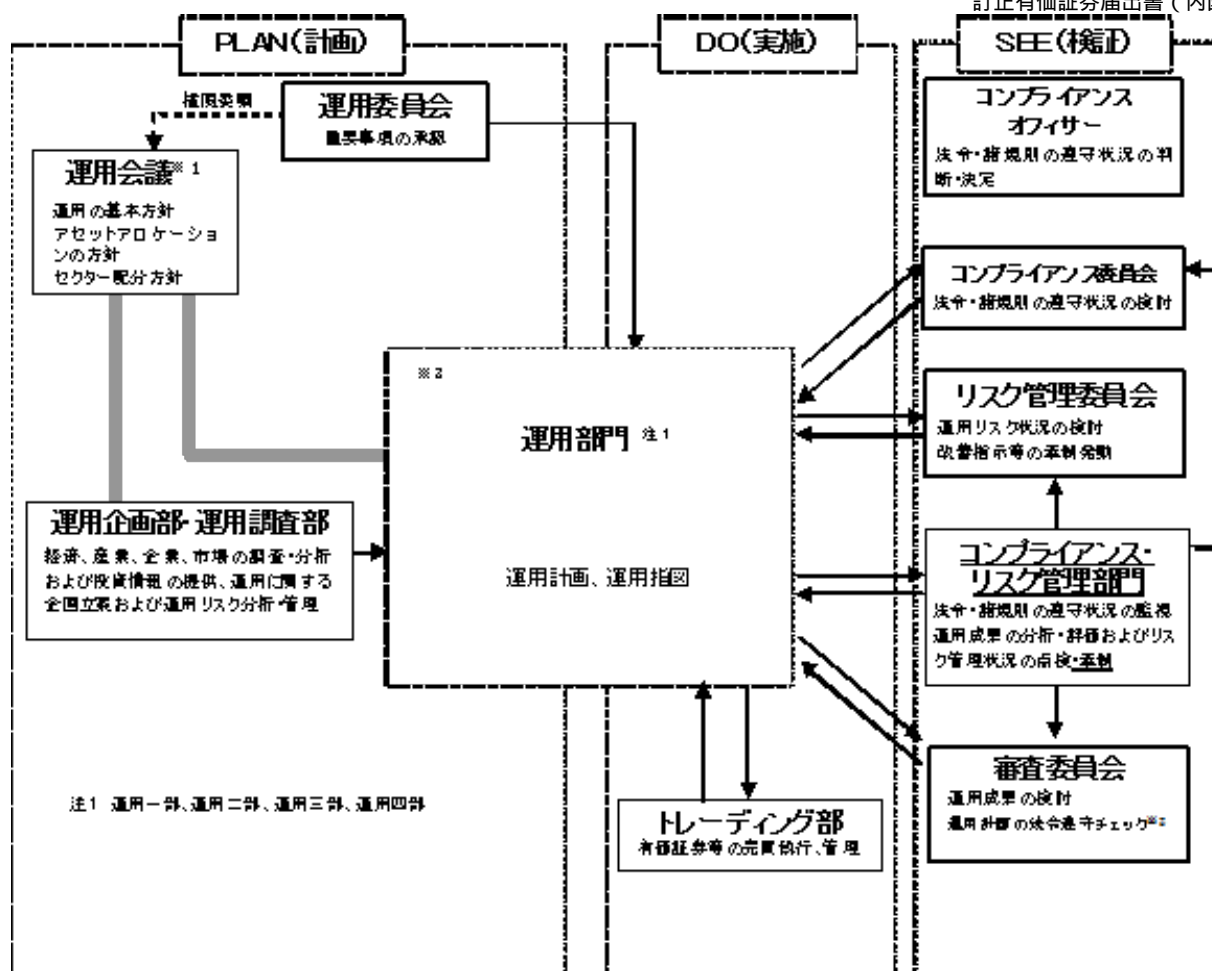 訂正有価証券届出書（内国
PLAN(計画)
DO(実施)
SEE(検証)
権限委譲
運用委員会
重要事項の承認
運用会議※1
運用の基本方針
アセットアロケーショ
ンの方針
セクター配分方針
コンプライアンス
オフィサー
法令・諸規則の遵守状況の判
断・決定
コンプライアンス委員会
法令・諸規則の遵守状況の検討
※2
運用部門 注1
運用計画、運用指図
リスク管理委員会
運用リスク状況の検討
改善指示等の牽制発動
運用企画部・運用調査部
経済、産業、企業、市場の調査・分析
および投資情報の提供、運用に関する
企画立案および運用リスク分析・管理
コンプライアンス・
リスク管理部門
法令・諸規則の遵守状況の監視
運用成果の分析・評価およびリス
ク管理状況の点検・牽制
注1 運用一部、運用二部、運用三部、運用四部
トレーディング部
有価証券等の売買執行、管理
審査委員会
運用成果の検討
運用計画の法令遵守チェック